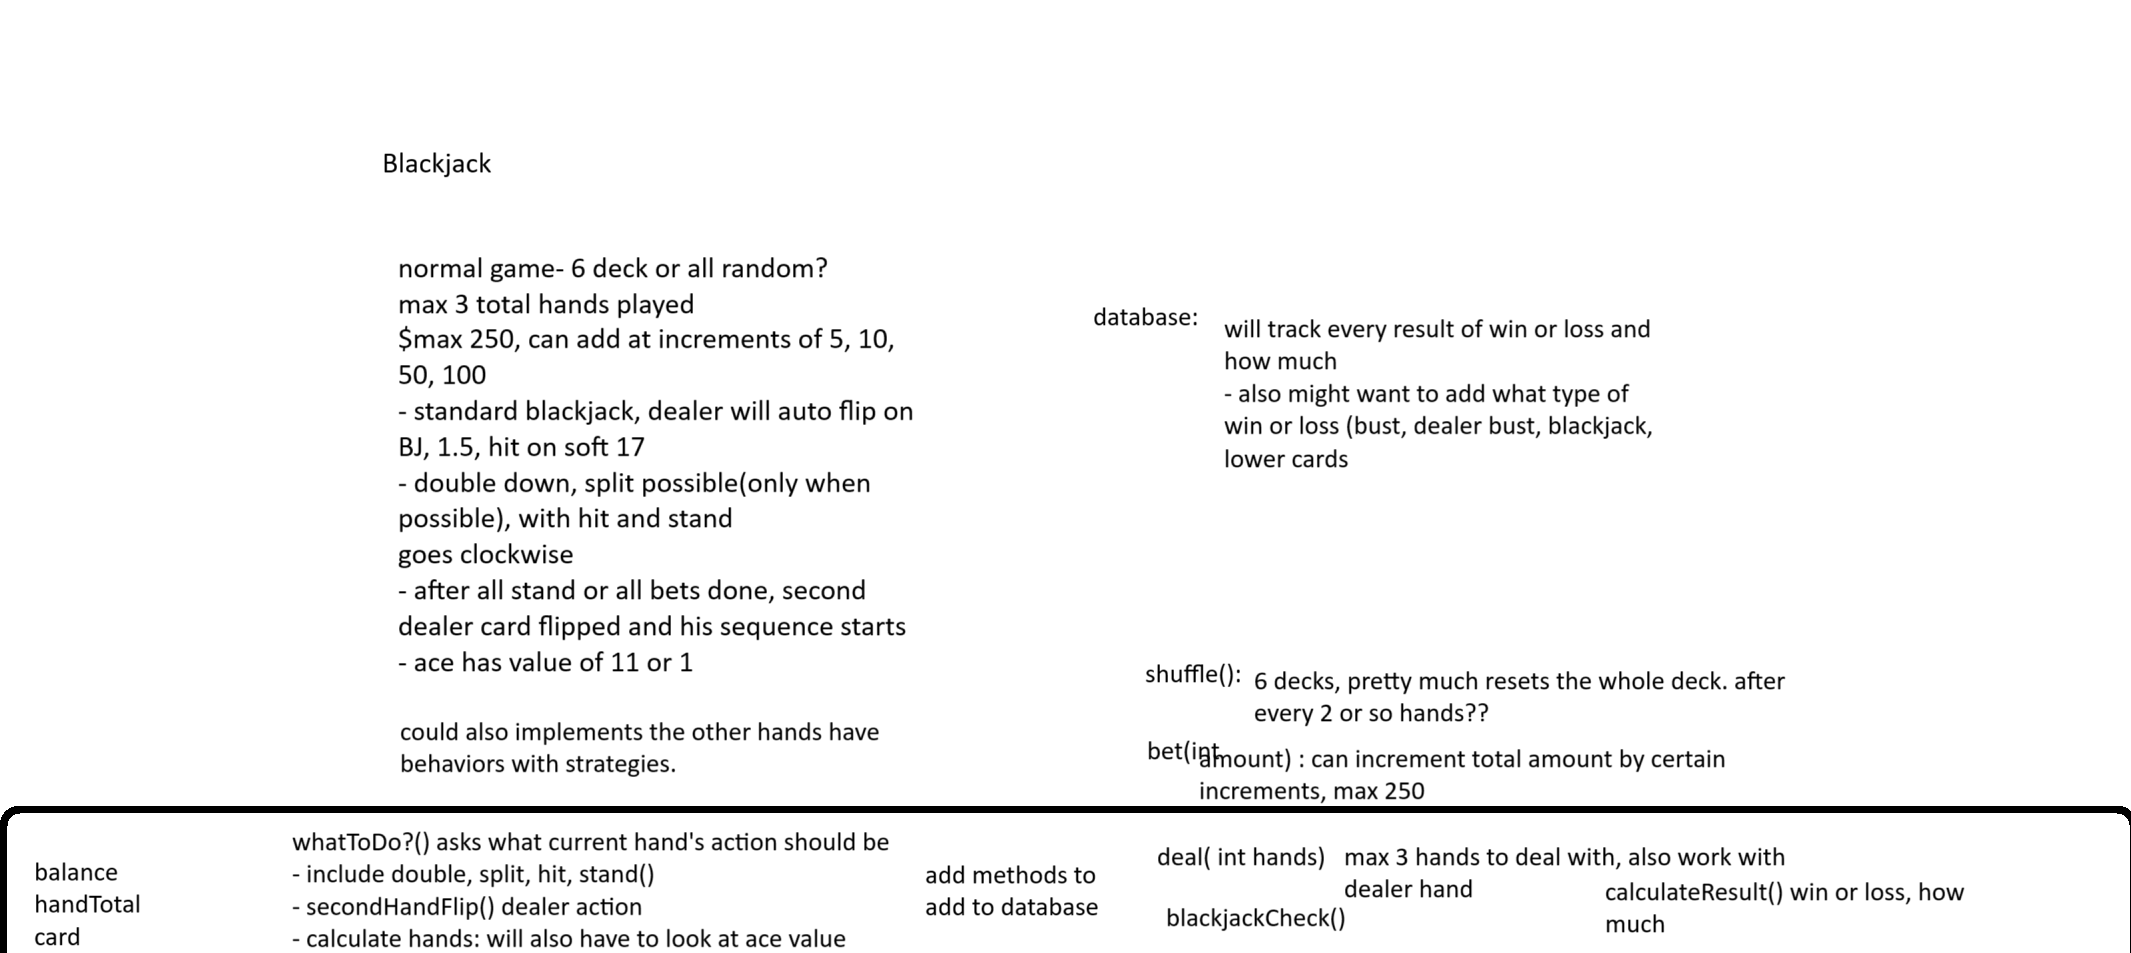 Blackjack
normal game- 6 deck or all random?
max 3 total hands played
$max 250, can add at increments of 5, 10,
50, 100
- standard blackjack, dealer will auto flip on
BJ, 1.5, hit on soft 17
- double down, split possible(only when
possible), with hit and stand
goes clockwise
- after all stand or all bets done, second
dealer card flipped and his sequence starts
- ace has value of 11 or 1
could also implements the other hands have
behaviors with strategies.
database:
will track every result of win or loss and
how much
- also might want to add what type of
win or loss (bust, dealer bust, blackjack,
lower cards
shuffle():
6 decks, pretty much resets the whole deck. after
every 2 or so hands??
bet(int
amount) : can increment total amount by certain
increments, max 250
balance
handTotal
card
whatToDo?() asks what current hand's action should be
- include double, split, hit, stand()
- secondHandFlip() dealer action
- calculate hands: will also have to look at ace value
add methods to
add to database
deal( int hands)
max 3 hands to deal with, also work with
dealer hand
blackjackCheck()
calculateResult() win or loss, how
much